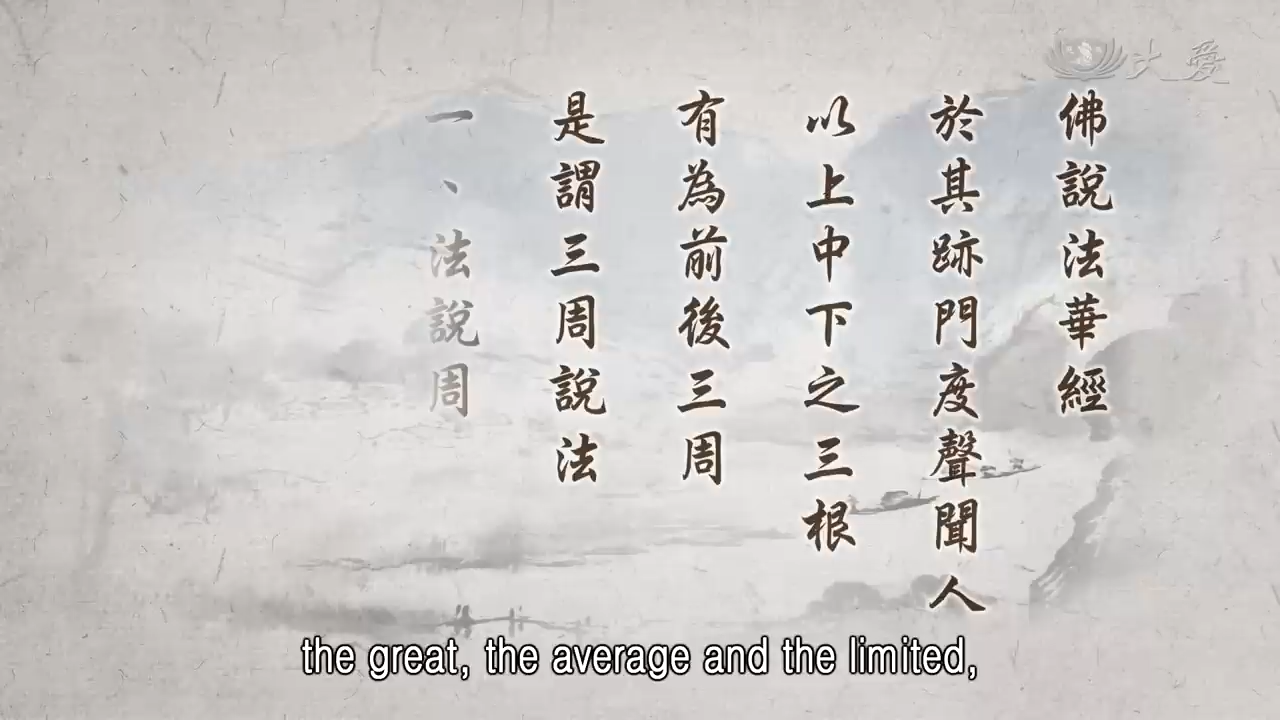 大愛
佛說法華經
於其跡門度聲聞人
以上中下之三根
有為前後三周
是謂三周說法
一、法說周
the great, the average and the limited,